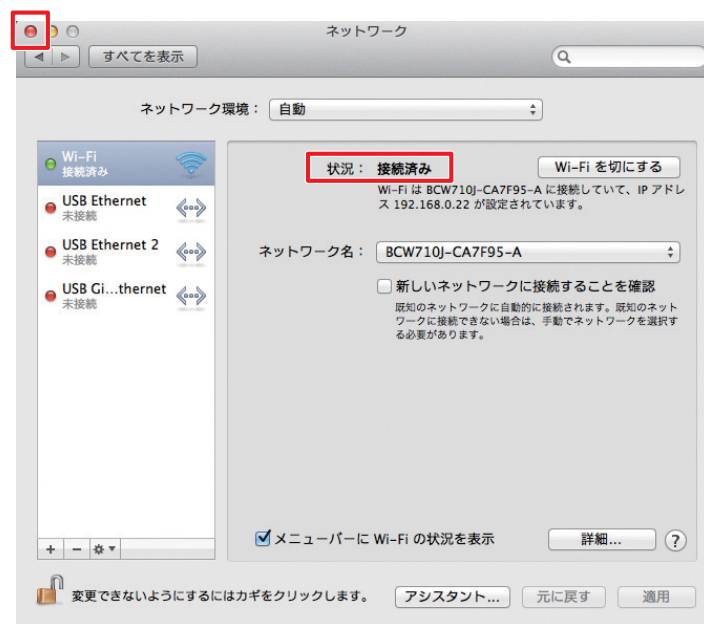 ネットワーク
すべてを表示
ネットワーク環境： 自動
Wi-Fi
接続済み
USB Ethernet
未接続
USB Ethernet 2
未接続
USB Gi...thernet
未接続
状況： 接続済み
Wi-Fi を切にする
Wi-Fi は BCW710J-CA7F95-A に接続していて、IP アドレ
ス 192.168.0.22 が設定されています。
ネットワーク名： BCW710J-CA7F95-A
新しいネットワークに接続することを確認
既知のネットワークに自動的に接続されます。既知のネット
ワークに接続できない場合は、手動でネットワークを選択す
る必要があります。
メニューバーに Wi-Fi の状況を表示
詳細...
?
+ −
変更できないようにするにはカギをクリックします。
アシスタント... 元に戻す 適用